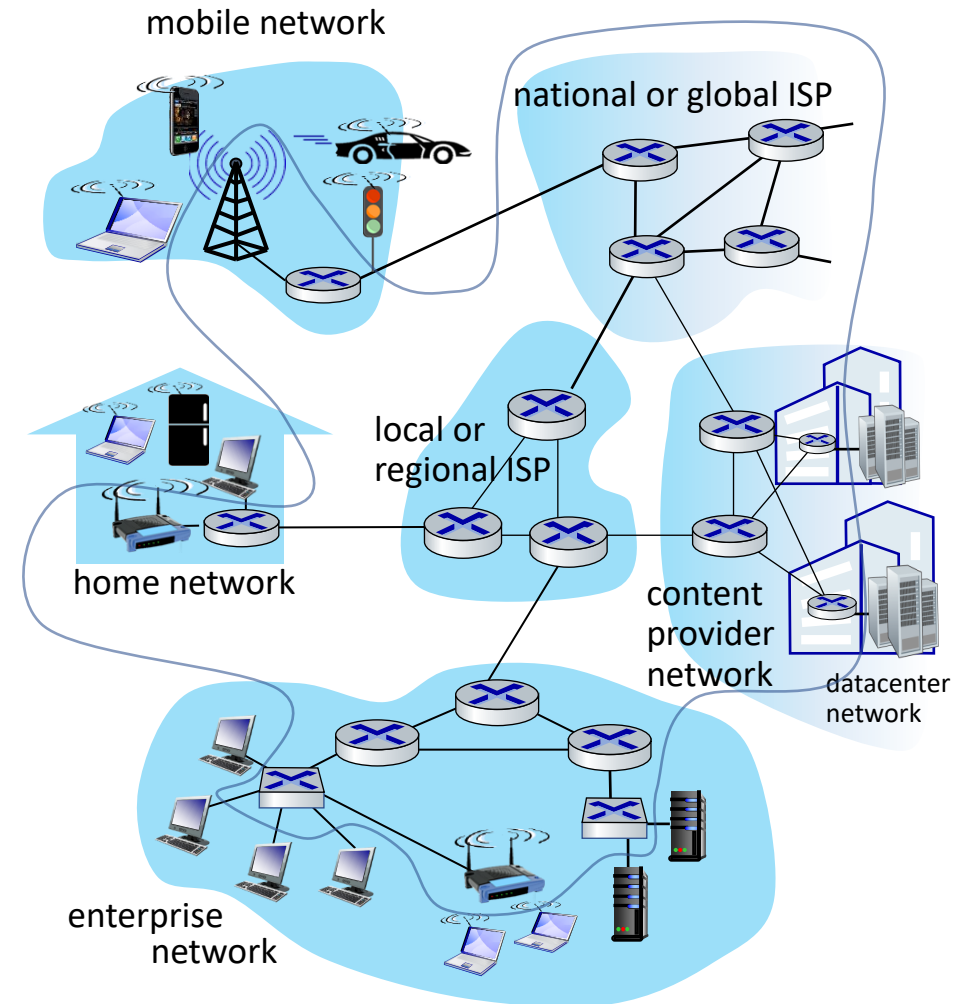 mobile network
national or global ISP
local or
regional ISP
home network
content
provider
network
datacenter
network
enterprise
network